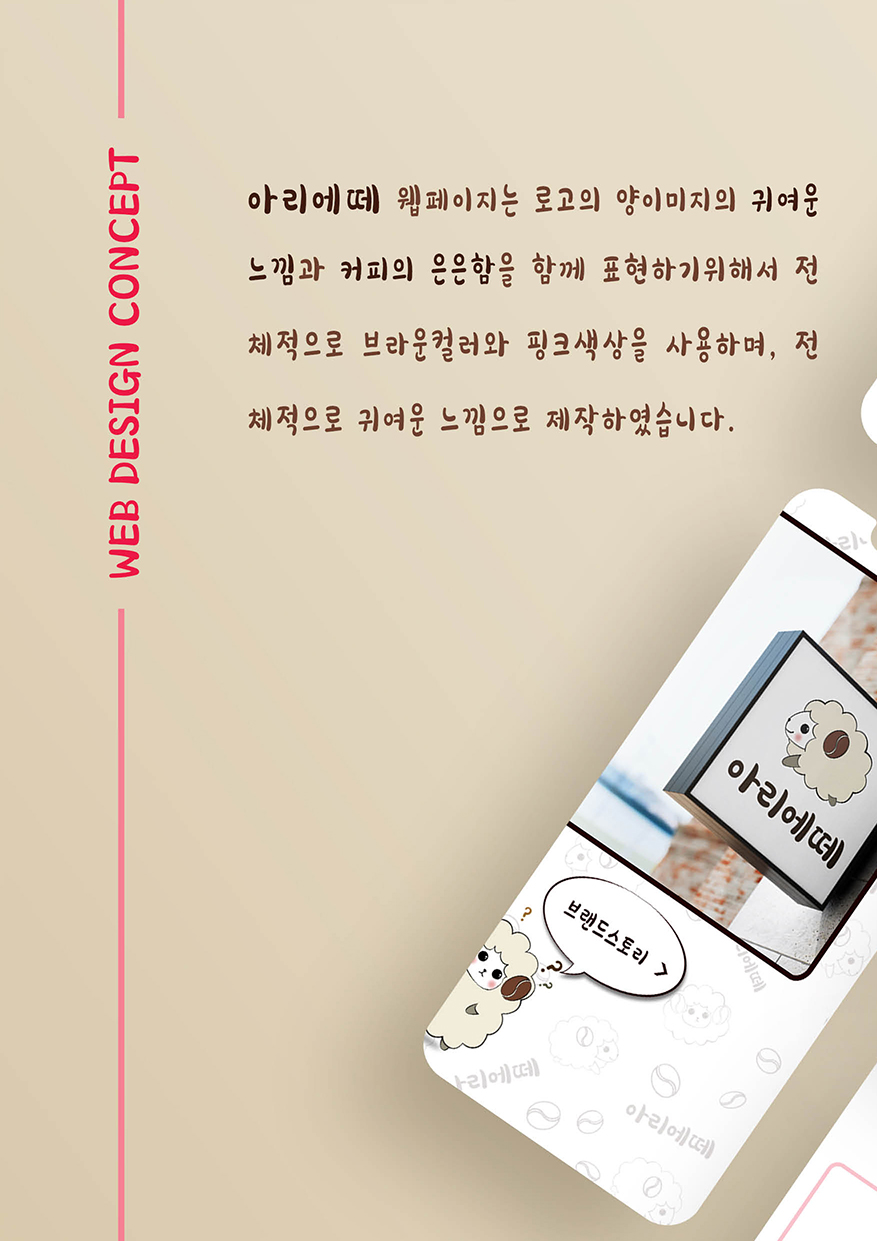 WEB DESIGN CONCEPT
아리에떼 웹페이지는 로고의 양이미지의 귀여운
느낌과 커피의 은은함을 함께 표현하기위해서 전
체적으로 브라운컬러와 핑크색상을 사용하며, 전
체적으로 귀여운 느낌으로 제작하였습니다.
아리
아리에떼
? 
브랜드스토리 >
?
?
에떼
아리에떼
아리에떼